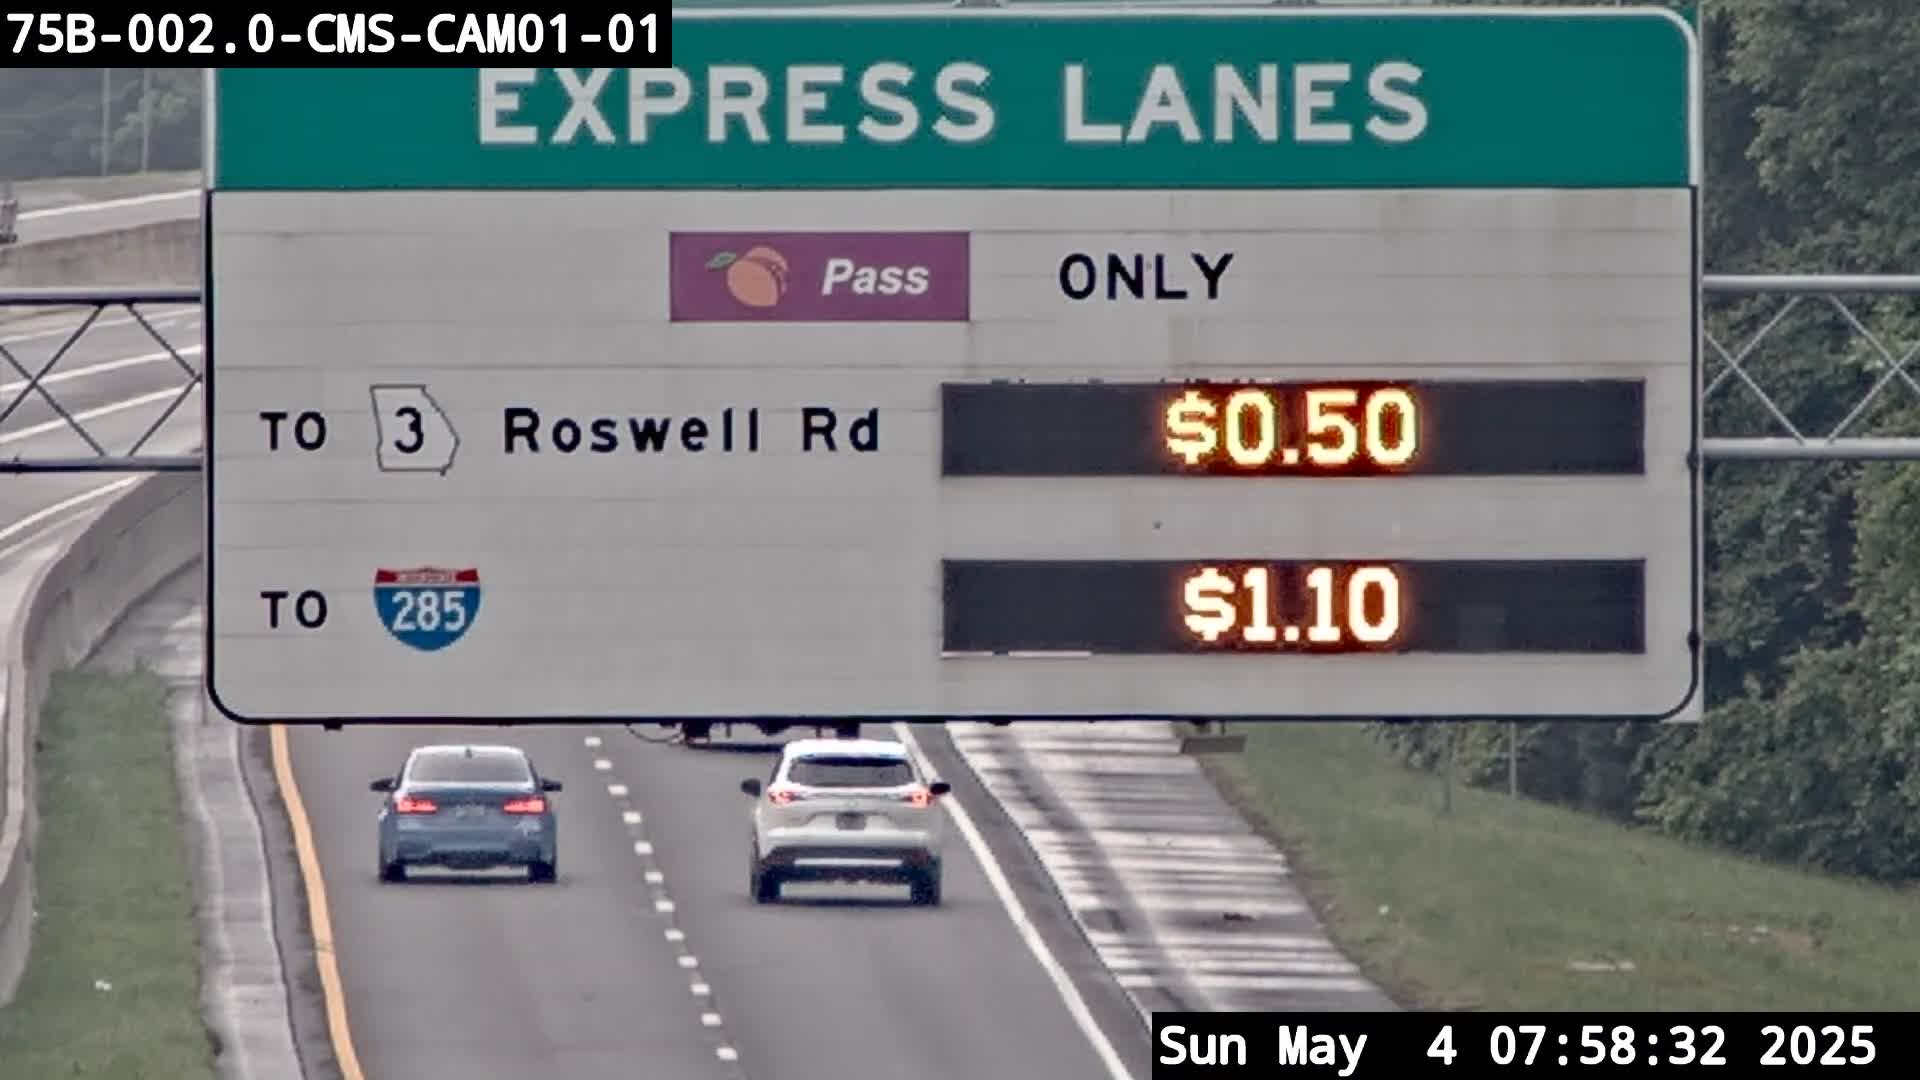 75B-002.0-CMS-CAM01-01
EXPRESS LANES
Pass ONLY
TO 3 Roswell Rd $0.50
TO 285 $1.10
Sun May 4 07:58:32 2025